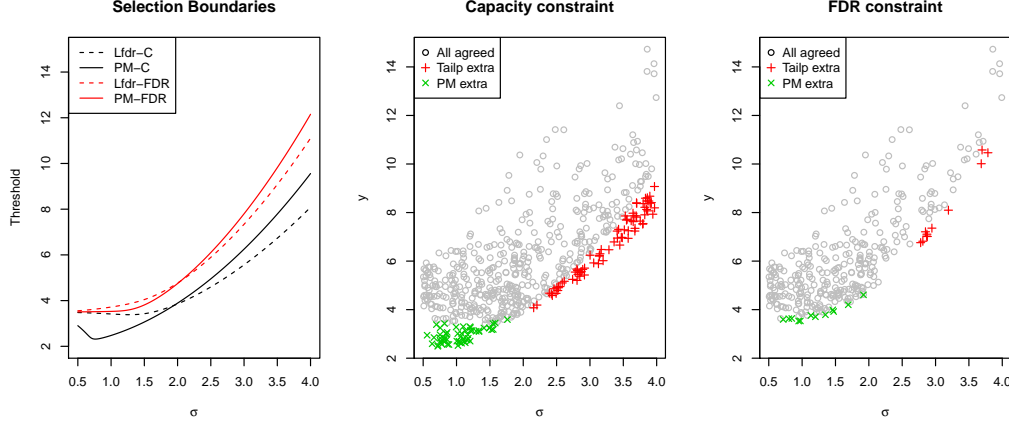 Selection Boundaries
Lfdr−C
PM−C
Lfdr−FDR
PM−FDR
Threshold
2
4
6
8
10
12
14
0.5 1.0 1.5 2.0 2.5 3.0 3.5 4.0
σ
Capacity constraint
All agreed
Tailp extra
PM extra
y
2
4
6
8
10
12
14
0.5 1.0 1.5 2.0 2.5 3.0 3.5 4.0
σ
FDR constraint
All agreed
Tailp extra
PM extra
y
2
4
6
8
10
12
14
0.5 1.0 1.5 2.0 2.5 3.0 3.5 4.0
σ